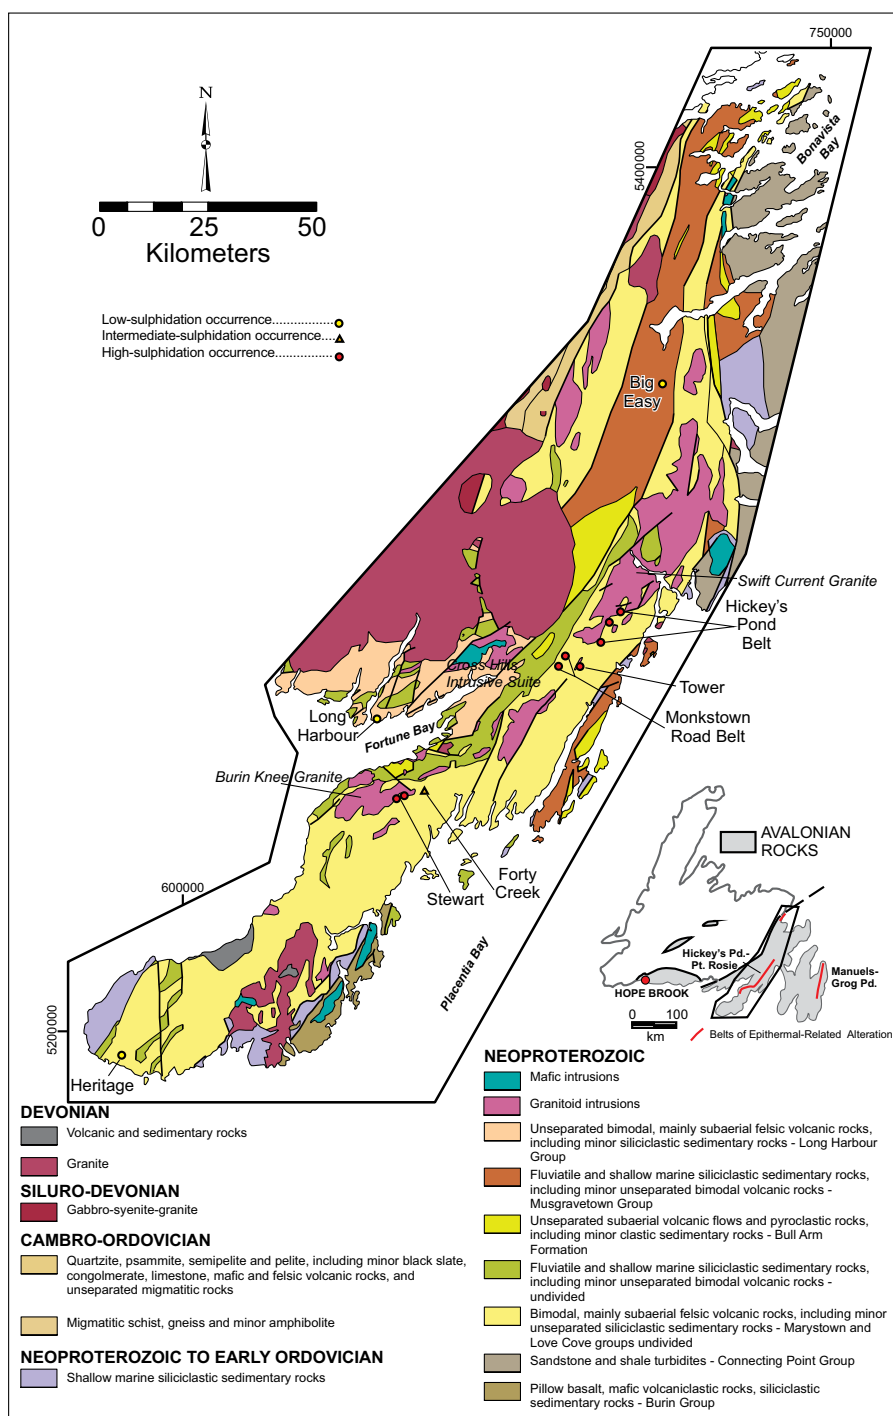 750000
N
Bonavista
Bay
5400000
0 25 50
Kilometers
Low-sulphidation occurrence.................
Intermediate-sulphidation occurrence....
High-sulphidation occurrence...............
Big
Easy
Swift Current Granite
Hickey's
Pond
Belt
Cross Hills
Intrusive Suite
Tower
Long
Harbour
Monkstown
Road Belt
Fortune Bay
Burin Knee Granite
Forty
Creek
Stewart
600000
Placentia Bay
5200000
Heritage
AVALONIAN
ROCKS
Hickey's Pd.-
Pt. Rosie
Manuels-
Grog Pd.
HOPE BROOK
0 100
km
Belts of Epithermal-Related Alteration
DEVONIAN
Volcanic and sedimentary rocks
Granite
SILURO-DEVONIAN
Gabbro-syenite-granite
CAMBRO-ORDOVICIAN
Quartzite, psammite, semipelite and pelite, including minor black slate,
congolmerate, limestone, mafic and felsic volcanic rocks, and
unseparated migmatitic rocks
Migmatitic schist, gneiss and minor amphibolite
NEOPROTEROZOIC TO EARLY ORDOVICIAN
Shallow marine siliciclastic sedimentary rocks
NEOPROTEROZOIC
Mafic intrusions
Granitoid intrusions
Unseparated bimodal, mainly subaerial felsic volcanic rocks,
including minor siliciclastic sedimentary rocks - Long Harbour
Group
Fluviatile and shallow marine siliciclastic sedimentary rocks,
including minor unseparated bimodal volcanic rocks -
Musgravetown Group
Unseparated subaerial volcanic flows and pyroclastic rocks,
including minor clastic sedimentary rocks - Bull Arm
Formation
Fluviatile and shallow marine siliciclastic sedimentary rocks,
including minor unseparated bimodal volcanic rocks -
undivided
Bimodal, mainly subaerial felsic volcanic rocks, including minor
unseparated siliciclastic sedimentary rocks - Marystown and
Love Cove groups undivided
Sandstone and shale turbidites - Connecting Point Group
Pillow basalt, mafic volcaniclastic rocks, siliciclastic
sedimentary rocks - Burin Group